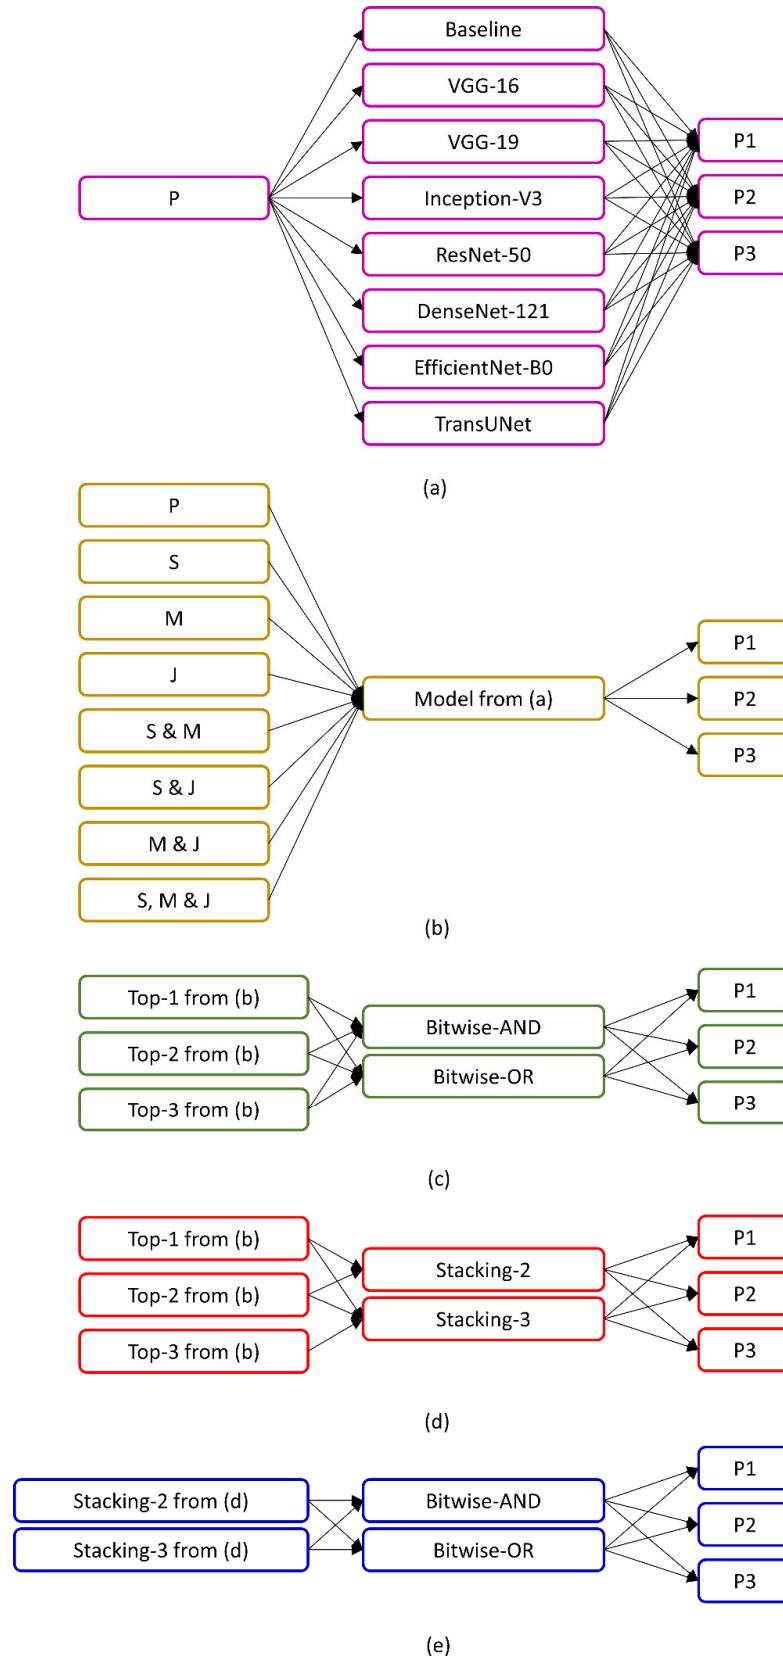 Baseline
VGG-16
VGG-19
P1
P
Inception-V3
P2
ResNet-50
P3
DenseNet-121
EfficientNet-B0
TransUNet
(a)
P
S
M
P1
J
Model from (a)
P2
S & M
P3
S & J
M & J
S, M & J
(b)
Top-1 from (b)
Bitwise-AND
P1
Top-2 from (b)
P2
Bitwise-OR
Top-3 from (b)
P3
(c)
Top-1 from (b)
P1
Stacking-2
Top-2 from (b)
P2
Stacking-3
Top-3 from (b)
P3
(d)
P1
Stacking-2 from (d)
Bitwise-AND
P2
Stacking-3 from (d)
Bitwise-OR
P3
(e)